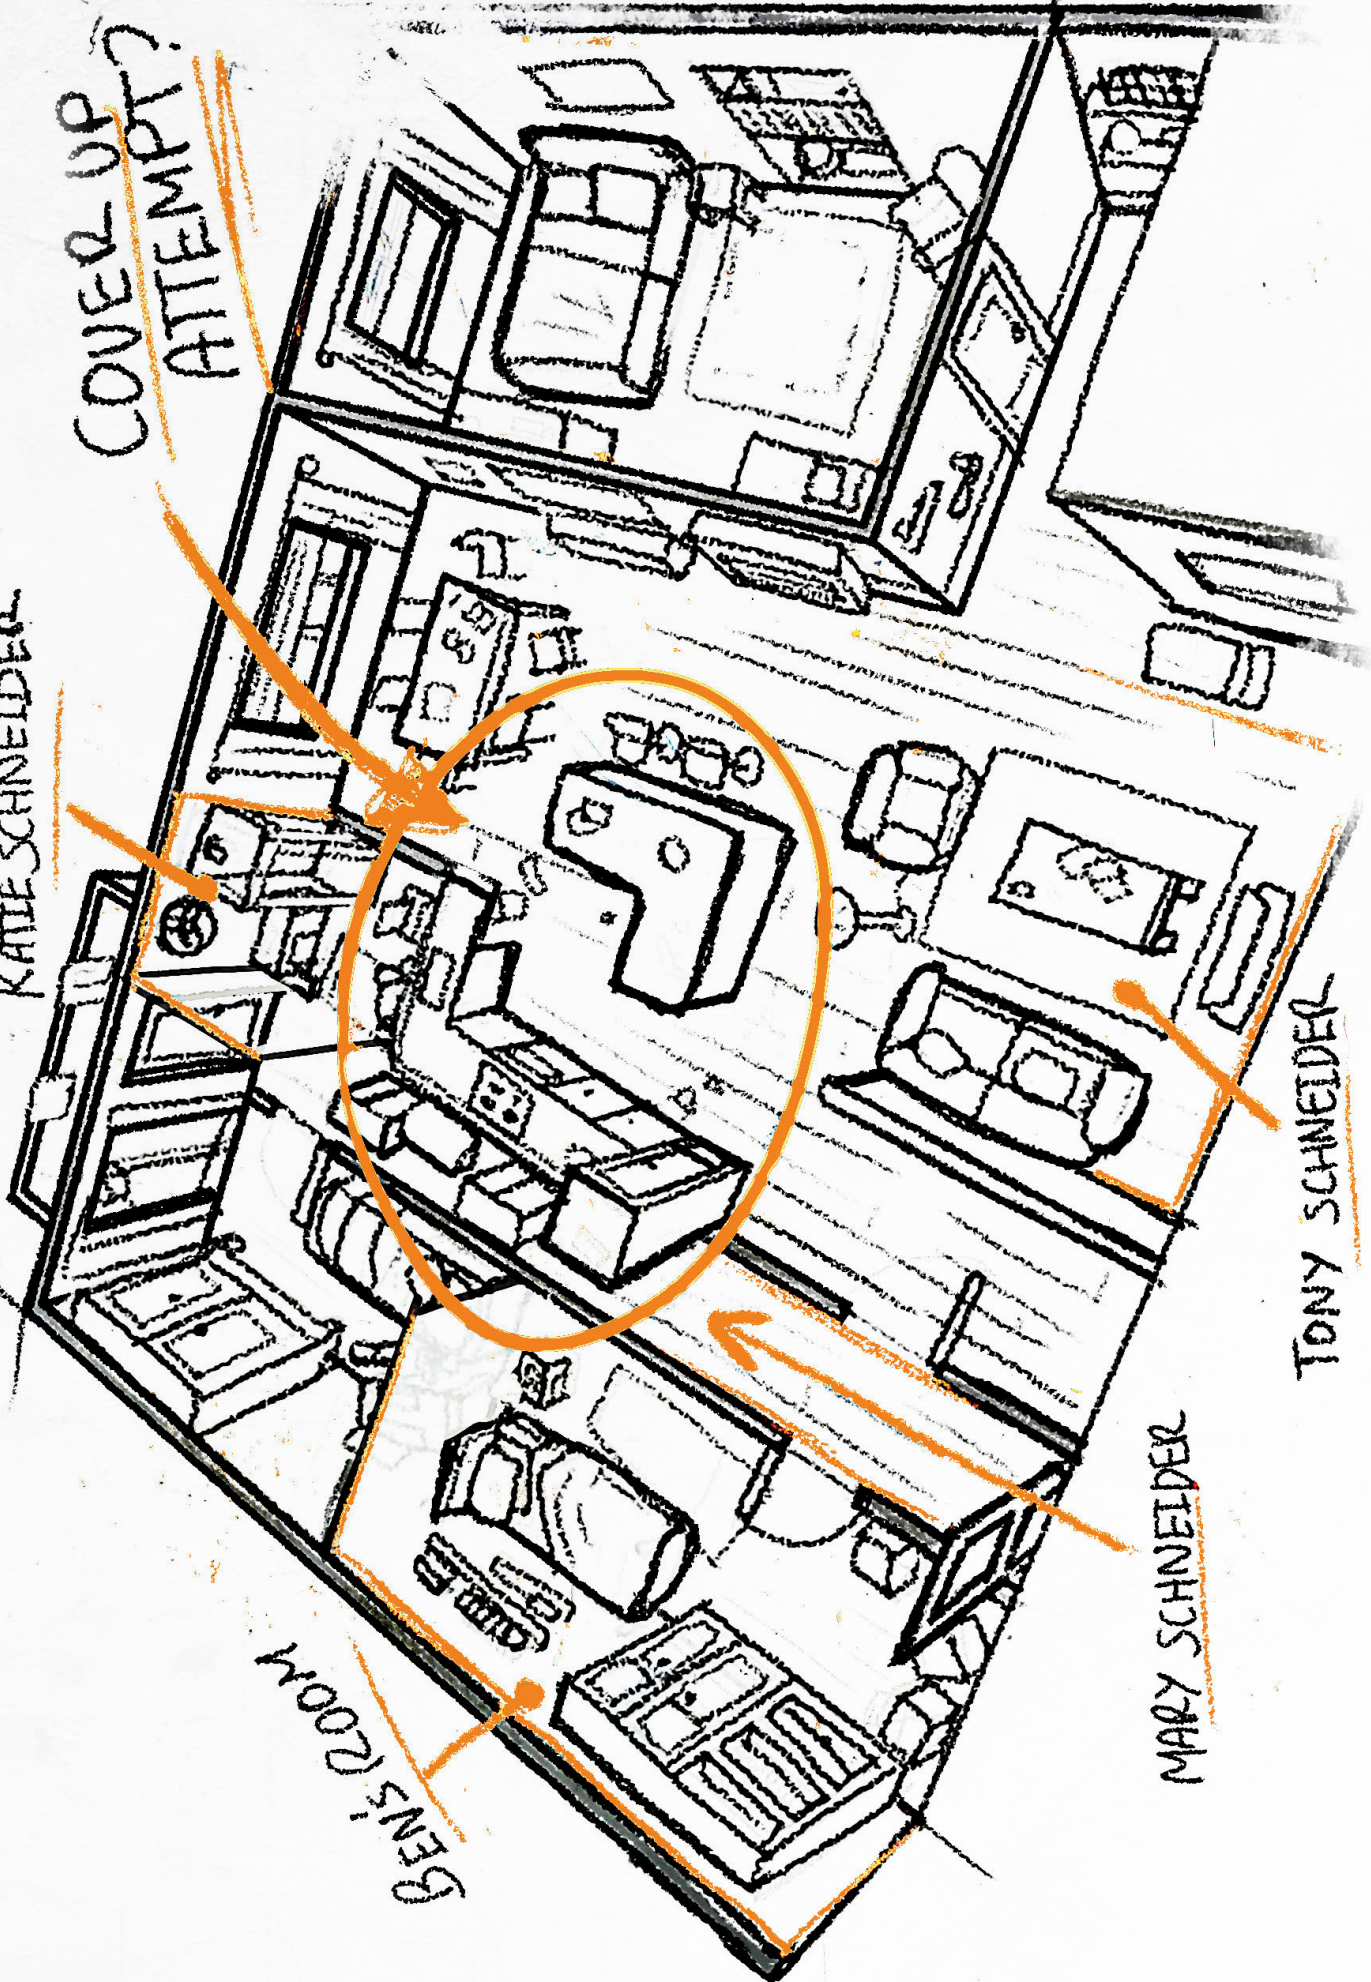 COVER UP
ATTEMPT?
KATIE SCHNEIDER
TONY SCHNEIDER
MARY SCHNEIDER
BEN'S ROOM